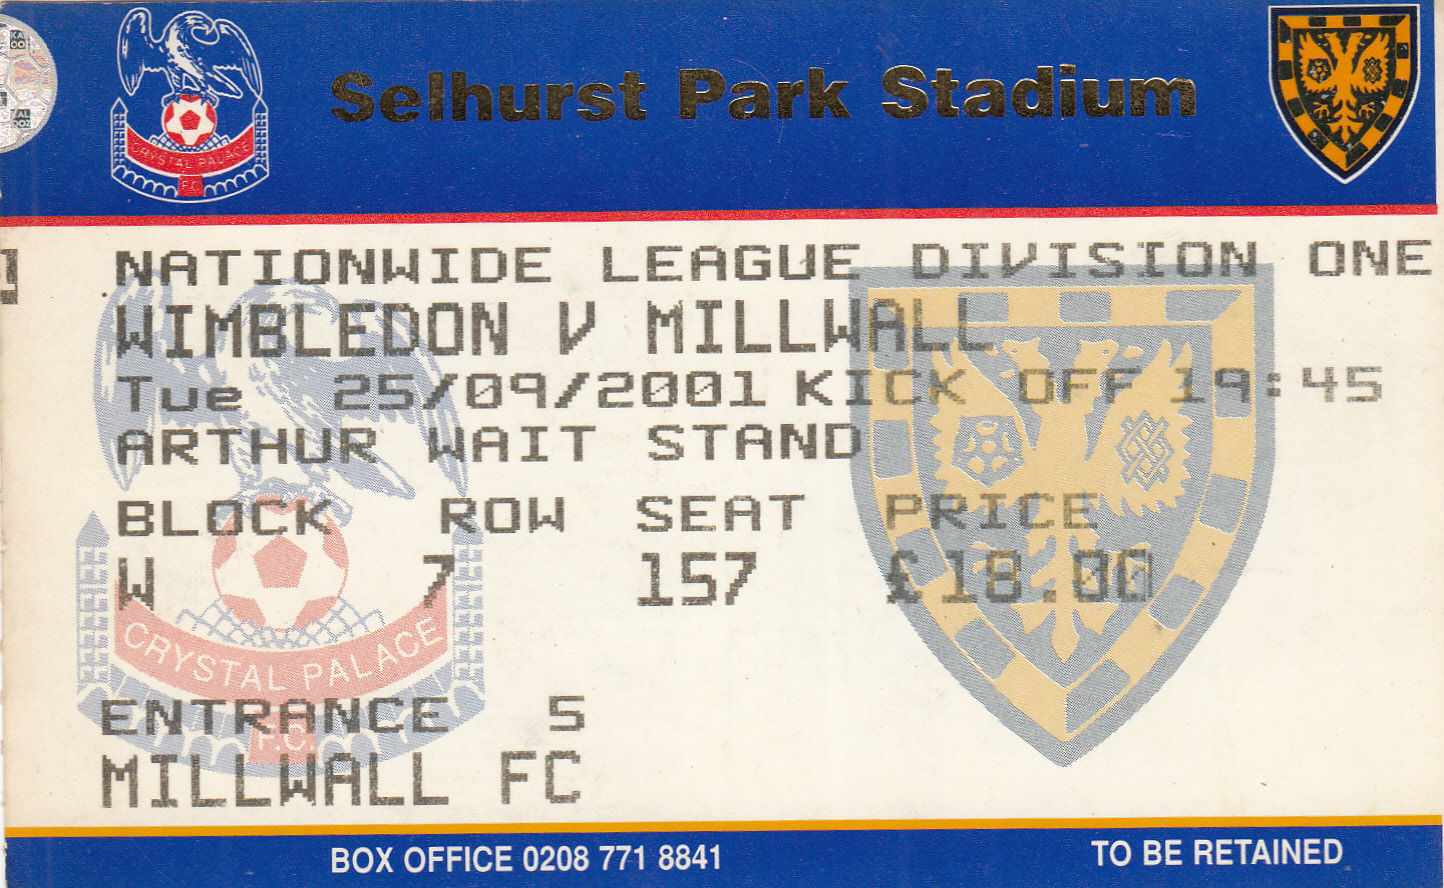 Selhurst Park Stadium
CRYSTAL PALACE
F.C.
NATIONWIDE LEAGUE DIVISION ONE
WIMBLEDON V MILLWALL
Tue 25/09/2001 KICK OFF 19:45
ARTHUR WAIT STAND
BLOCK ROW SEAT PRICE
W 7 157 £18.00
CRYSTAL PALACE
F.C.
ENTRANCE 5
MILLWALL FC
BOX OFFICE 0208 771 8841
TO BE RETAINED